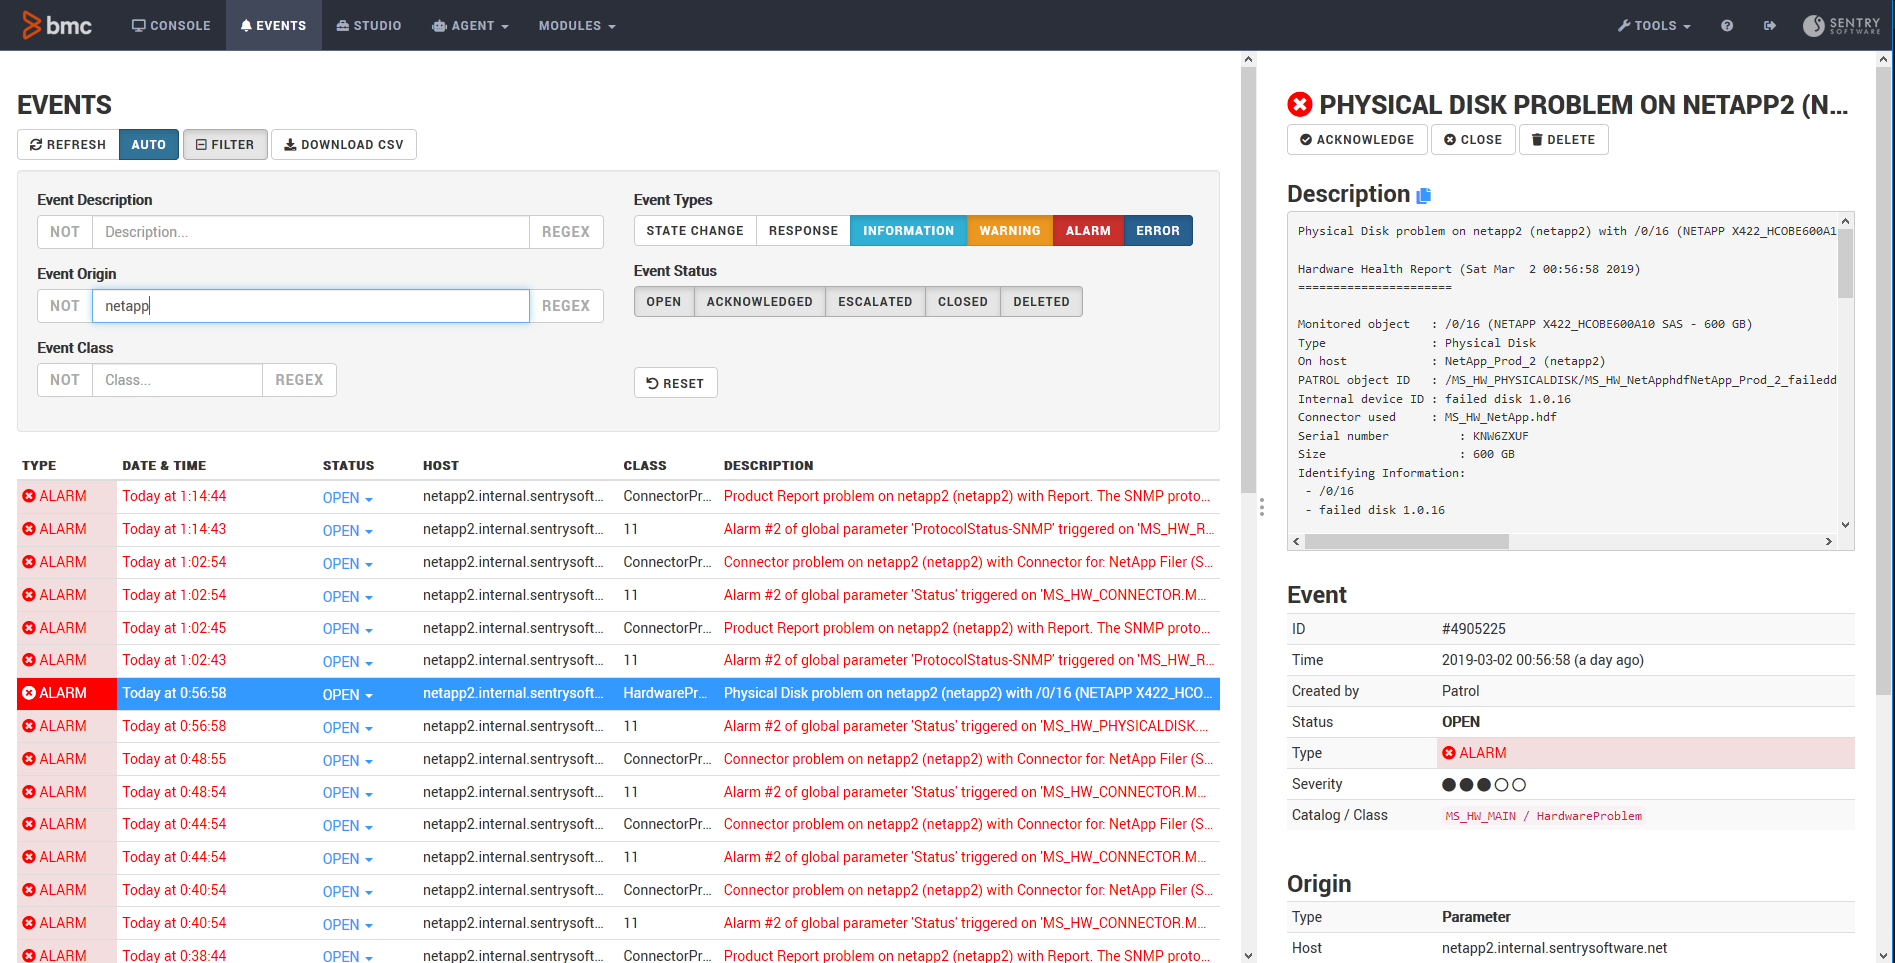 bmc
CONSOLE
EVENTS
STUDIO
AGENT
MODULES
TOOLS
SENTRY
SOFTWARE
EVENTS
REFRESH
AUTO
FILTER
DOWNLOAD CSV
Event Description
NOT
Description...
REGEX
Event Origin
NOT
netapp
REGEX
Event Class
NOT
Class...
REGEX
Event Types
STATE CHANGE
RESPONSE
INFORMATION
WARNING
ALARM
ERROR
Event Status
OPEN
ACKNOWLEDGED
ESCALATED
CLOSED
DELETED
RESET
TYPE DATE & TIME STATUS HOST CLASS DESCRIPTION
ALARM Today at 1:14:44 OPEN netapp2.internal.sentrysoft... ConnectorPr... Product Report problem on netapp2 (netapp2) with Report. The SNMP proto...
ALARM Today at 1:14:43 OPEN netapp2.internal.sentrysoft... 11 Alarm #2 of global parameter 'ProtocolStatus-SNMP' triggered on 'MS_HW_R...
ALARM Today at 1:02:54 OPEN netapp2.internal.sentrysoft... ConnectorPr... Connector problem on netapp2 (netapp2) with Connector for: NetApp Filer (S...
ALARM Today at 1:02:54 OPEN netapp2.internal.sentrysoft... 11 Alarm #2 of global parameter 'Status' triggered on 'MS_HW_CONNECTOR.M...
ALARM Today at 1:02:45 OPEN netapp2.internal.sentrysoft... ConnectorPr... Product Report problem on netapp2 (netapp2) with Report. The SNMP proto...
ALARM Today at 1:02:43 OPEN netapp2.internal.sentrysoft... 11 Alarm #2 of global parameter 'ProtocolStatus-SNMP' triggered on 'MS_HW_R...
ALARM Today at 0:56:58 OPEN netapp2.internal.sentrysoft... HardwarePr... Physical Disk problem on netapp2 (netapp2) with /0/16 (NETAPP X422_HCO...
ALARM Today at 0:56:58 OPEN netapp2.internal.sentrysoft... 11 Alarm #2 of global parameter 'Status' triggered on 'MS_HW_PHYSICALDISK....
ALARM Today at 0:48:55 OPEN netapp2.internal.sentrysoft... ConnectorPr... Connector problem on netapp2 (netapp2) with Connector for: NetApp Filer (S...
ALARM Today at 0:48:54 OPEN netapp2.internal.sentrysoft... 11 Alarm #2 of global parameter 'Status' triggered on 'MS_HW_CONNECTOR.M...
ALARM Today at 0:44:54 OPEN netapp2.internal.sentrysoft... ConnectorPr... Connector problem on netapp2 (netapp2) with Connector for: NetApp Filer (S...
ALARM Today at 0:44:54 OPEN netapp2.internal.sentrysoft... 11 Alarm #2 of global parameter 'Status' triggered on 'MS_HW_CONNECTOR.M...
ALARM Today at 0:40:54 OPEN netapp2.internal.sentrysoft... ConnectorPr... Connector problem on netapp2 (netapp2) with Connector for: NetApp Filer (S...
ALARM Today at 0:40:54 OPEN netapp2.internal.sentrysoft... 11 Alarm #2 of global parameter 'Status' triggered on 'MS_HW_CONNECTOR.M...
ALARM Today at 0:38:44 OPEN netapp2.internal.sentrysoft... ConnectorPr... Product Report problem on netapp2 (netapp2) with Report. The SNMP proto...
PHYSICAL DISK PROBLEM ON NETAPP2 (N...
ACKNOWLEDGE
CLOSE
DELETE
Description
Physical Disk problem on netapp2 (netapp2) with /0/16 (NETAPP X422_HCOBE600A1
Hardware Health Report (Sat Mar  2 00:56:58 2019)
======================
Monitored object : /0/16 (NETAPP X422_HCOBE600A10 SAS - 600 GB)
Type : Physical Disk
On host : NetApp_Prod_2 (netapp2)
PATROL object ID : /MS_HW_PHYSICALDISK/MS_HW_NetApphdfNetApp_Prod_2_failedd
Internal device ID : failed disk 1.0.16
Connector used : MS_HW_NetApp.hdf
Serial number : KNW6ZXUF
Size : 600 GB
Identifying Information:
- /0/16
- failed disk 1.0.16
Event
ID #4905225
Time 2019-03-02 00:56:58 (a day ago)
Created by Patrol
Status OPEN
Type ALARM
Severity
Catalog / Class MS_HW_MAIN / HardwareProblem
Origin
Type Parameter
Host netapp2.internal.sentrysoftware.net